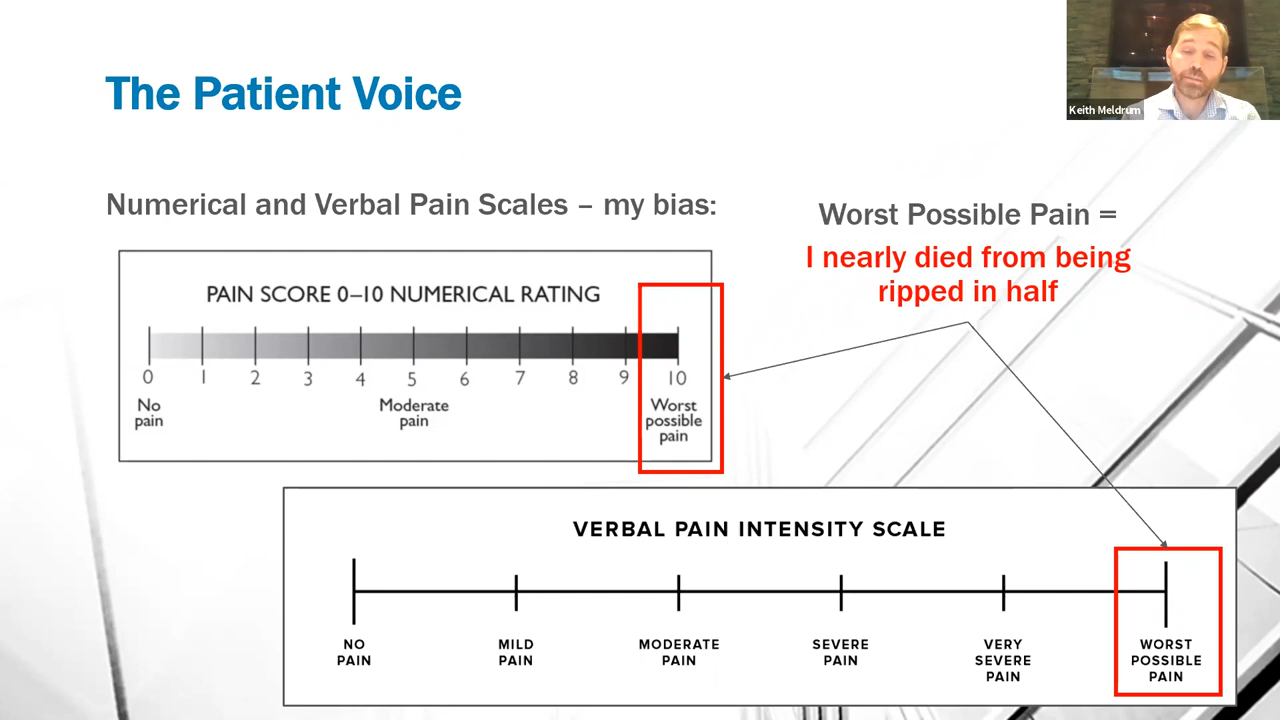 The Patient Voice
Keith Meldrum
Numerical and Verbal Pain Scales – my bias:
Worst Possible Pain =
I nearly died from being
ripped in half
PAIN SCORE 0–10 NUMERICAL RATING
0 1 2 3 4 5 6 7 8 9 10
No Moderate Worst
pain pain possible
pain
VERBAL PAIN INTENSITY SCALE
NO MILD MODERATE SEVERE VERY WORST
PAIN PAIN PAIN PAIN SEVERE POSSIBLE
PAIN PAIN